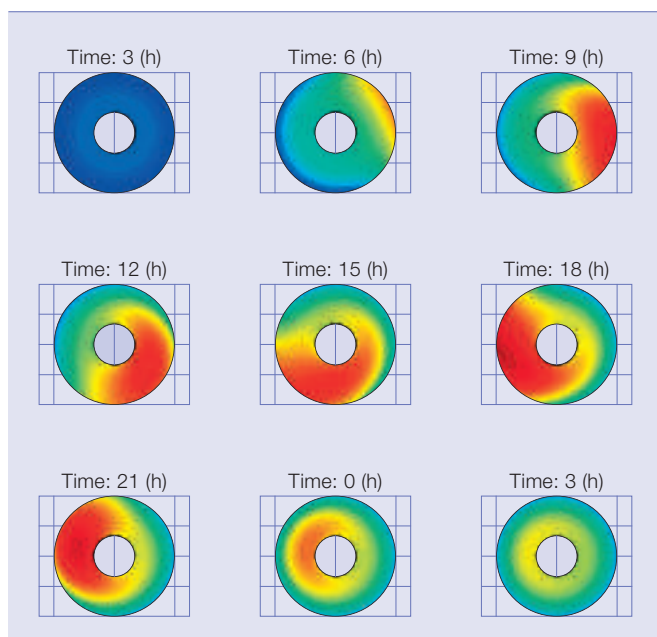 Time: 3 (h)
Time: 6 (h)
Time: 9 (h)
Time: 12 (h)
Time: 15 (h)
Time: 18 (h)
Time: 21 (h)
Time: 0 (h)
Time: 3 (h)